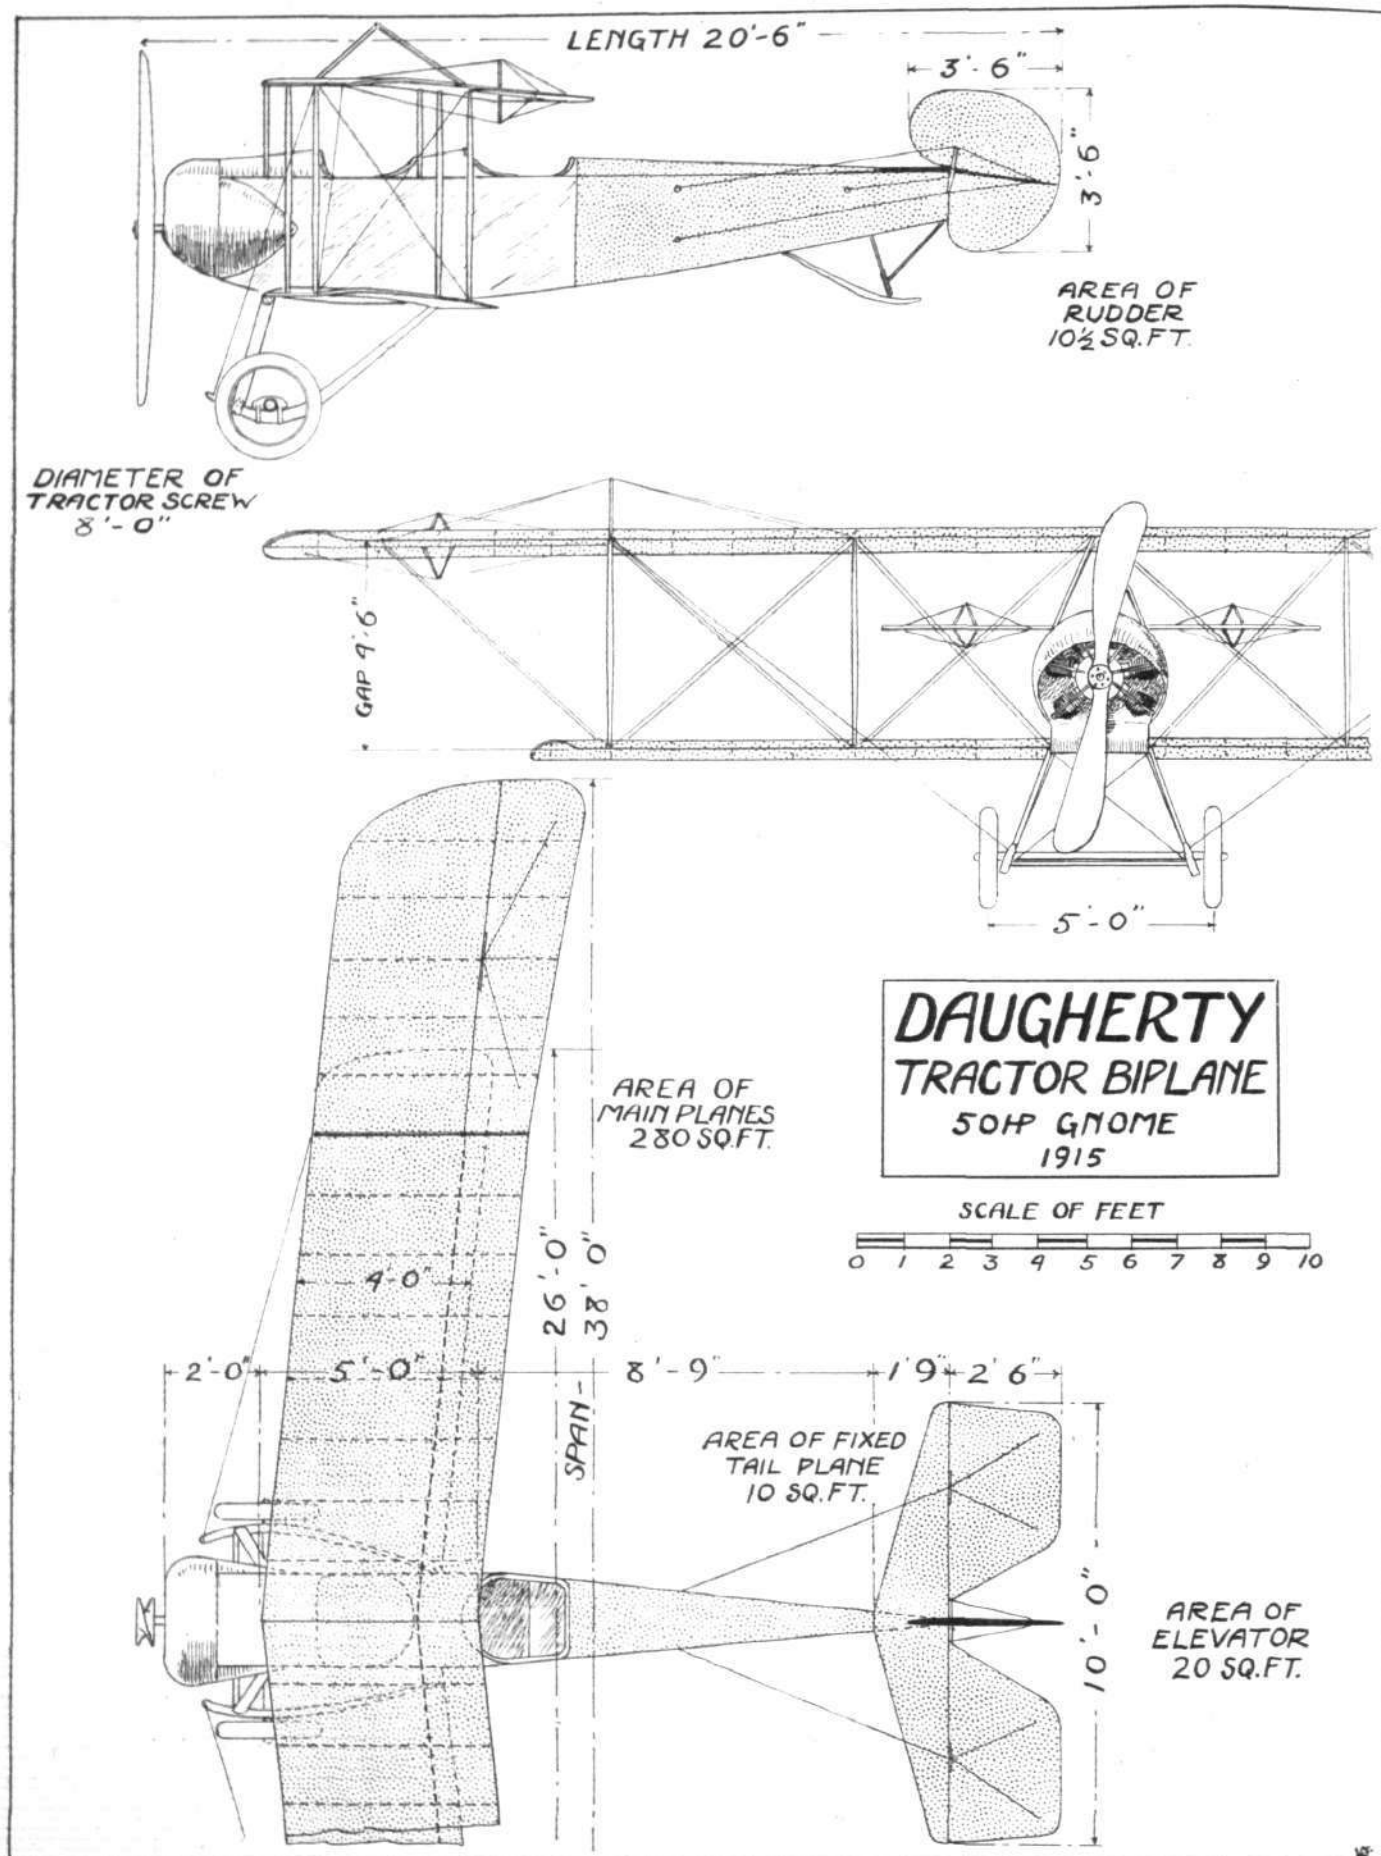 LENGTH 20'-6"
3'-6"
3'-6"
AREA OF
RUDDER
10½ SQ.FT.
DIAMETER OF
TRACTOR SCREW
8'-0"
GAP 4'-6"
5'-0"
DAUGHERTY
TRACTOR BIPLANE
50HP GNOME
1915
SCALE OF FEET
0 1 2 3 4 5 6 7 8 9 10
AREA OF
MAIN PLANES
280 SQ.FT.
4'-0"
26'-0"
38'0"
SPAN-
2'-0" 5'-0" 8'-9" 1'9" 2'6"
AREA OF FIXED
TAIL PLANE
10 SQ.FT.
10'-0"
AREA OF
ELEVATOR
20 SQ.FT.